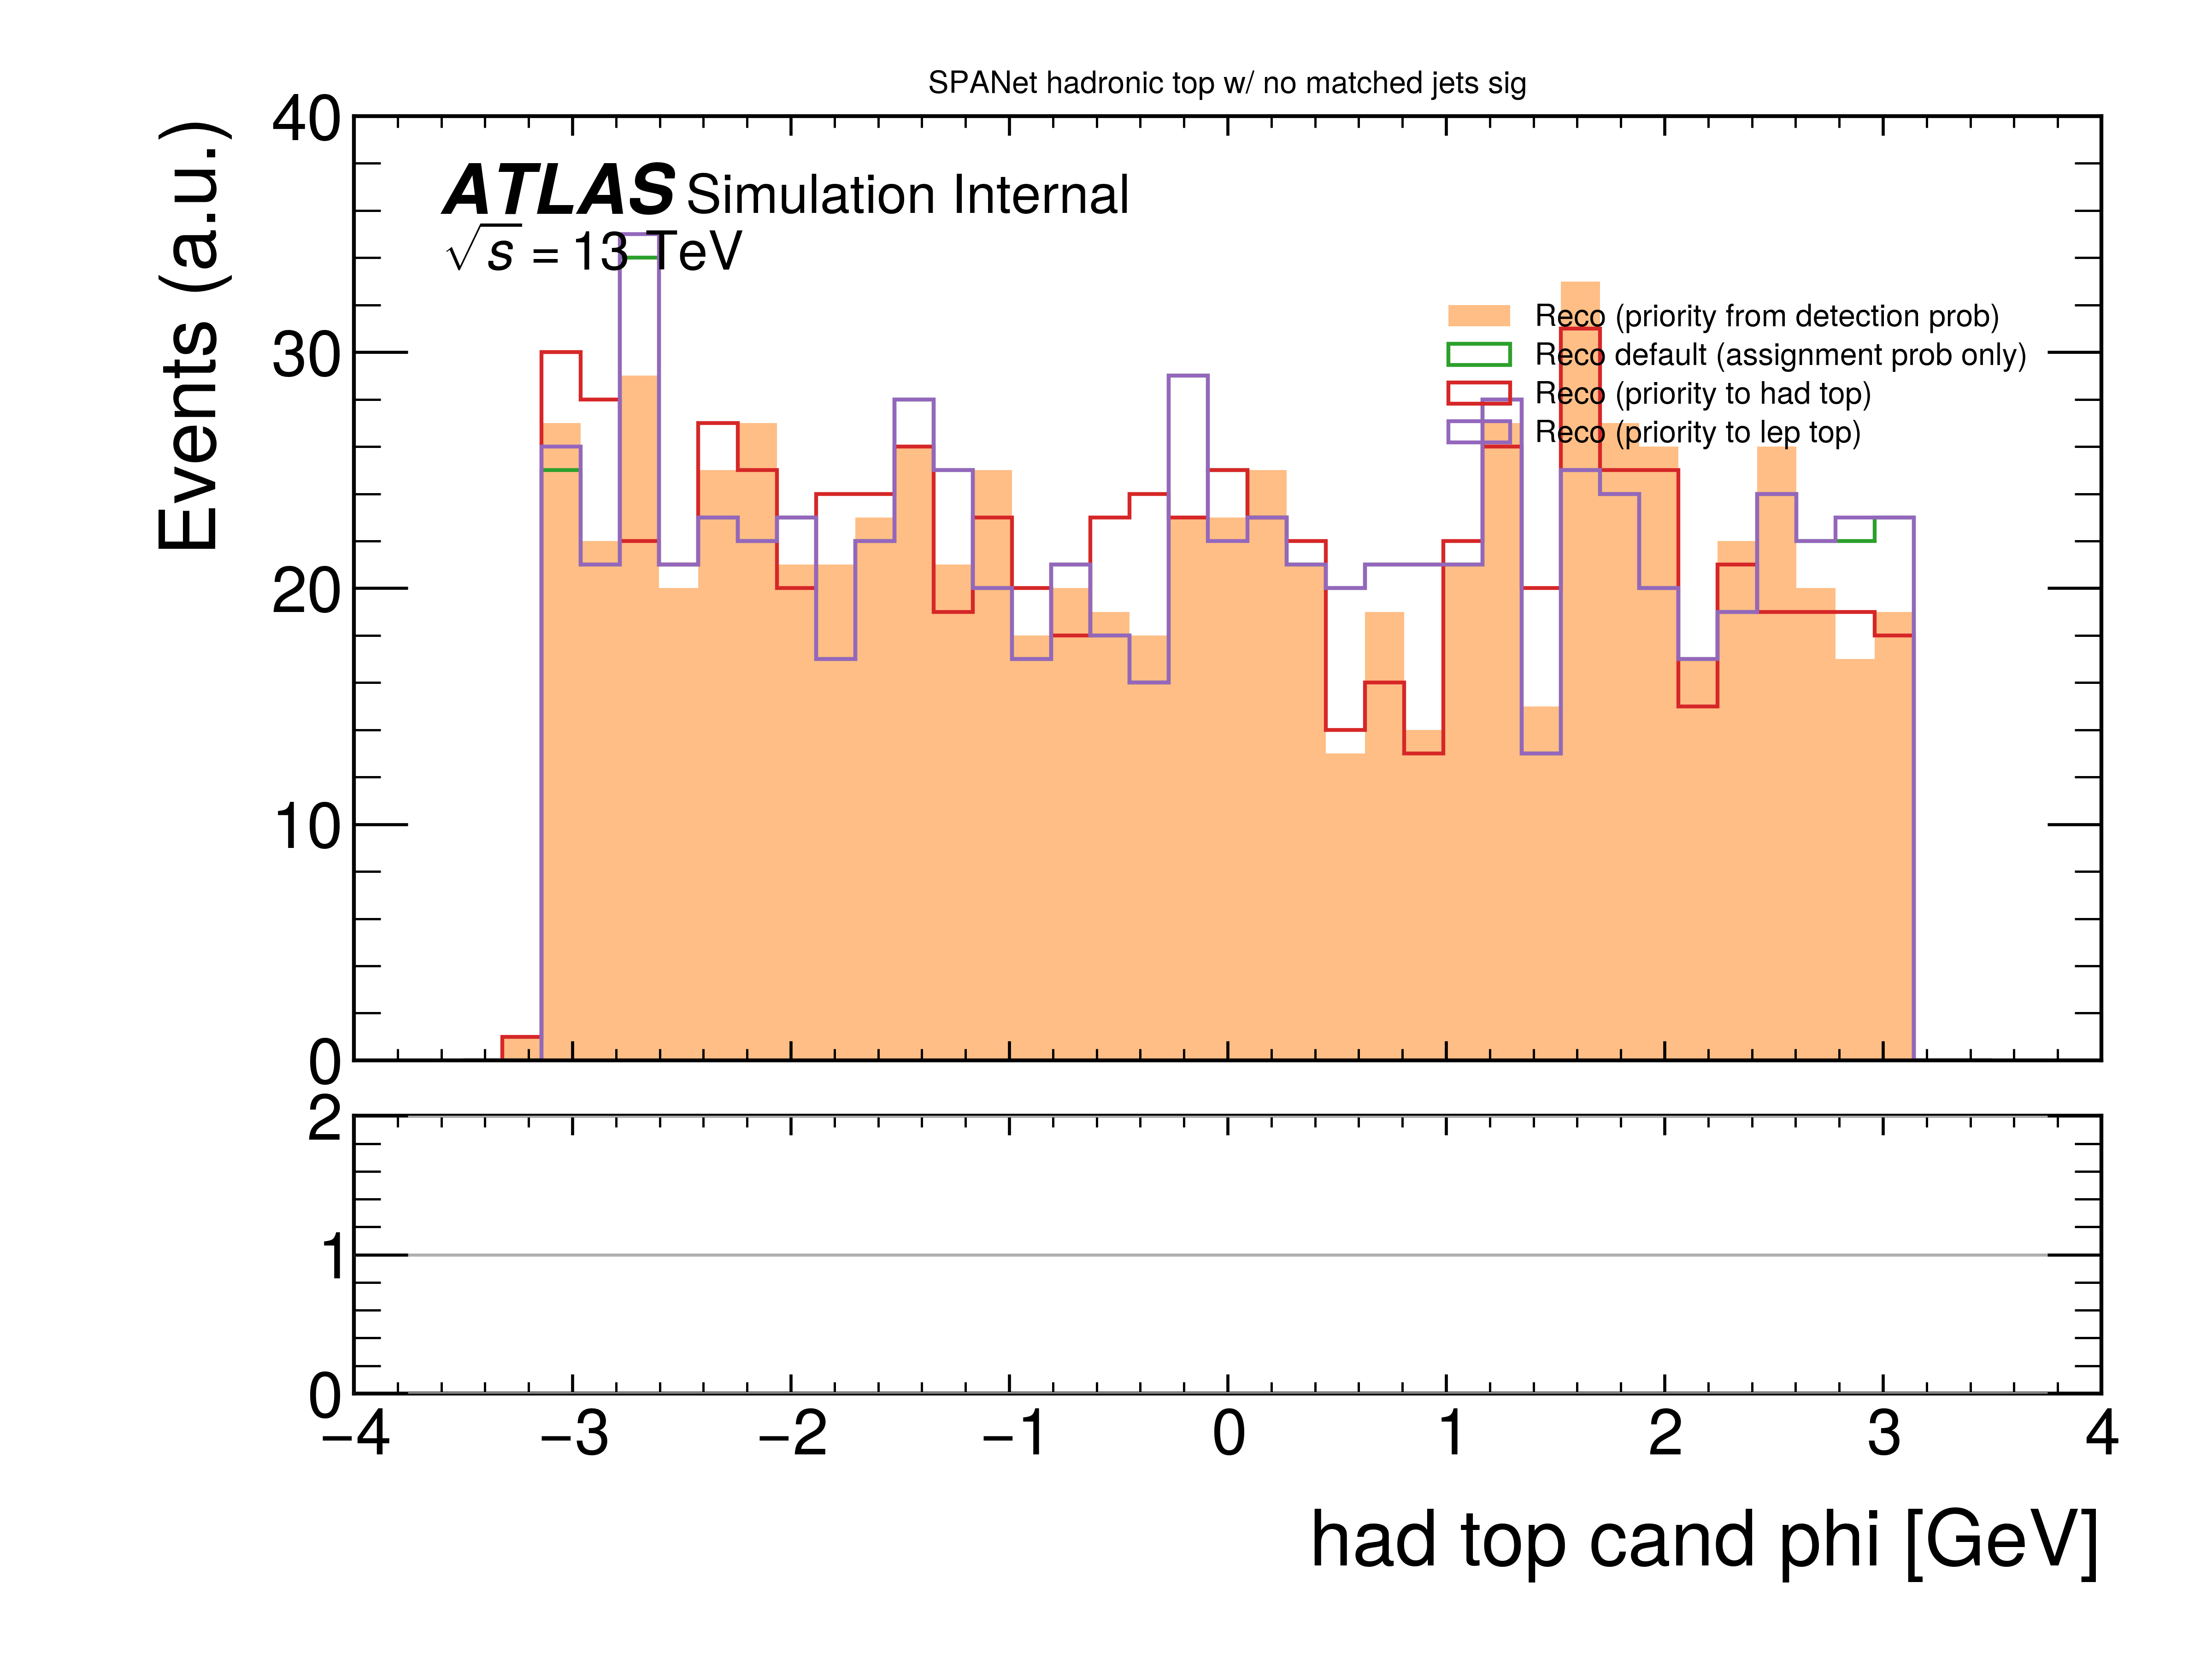 SPANet hadronic top w/ no matched jets sig
40
ATLAS Simulation Internal
√s = 13 TeV
Events (a.u.)
Reco (priority from detection prob)
30
Reco default (assignment prob only)
Reco (priority to had top)
Reco (priority to lep top)
20
10
0
2
1
0
−4 −3 −2 −1 0 1 2 3 4
had top cand phi [GeV]